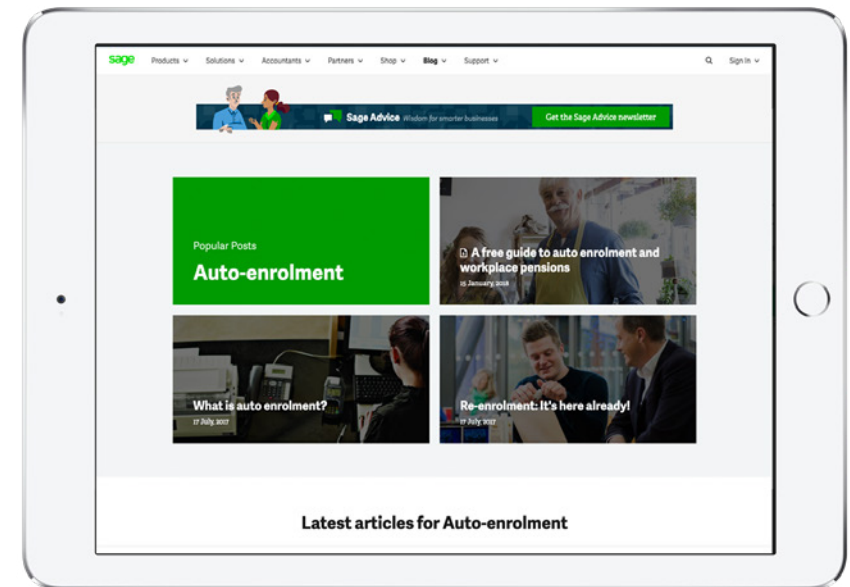 sage Products Solutions Accountants Partners Shop Blog Support Sign In
Sage Advice Wisdom for smarter businesses Get the Sage Advice newsletter
Popular Posts
Auto-enrolment
A free guide to auto enrolment and
workplace pensions
15 January, 2018
What is auto enrolment?
17 July, 2017
Re-enrolment: It's here already!
17 July, 2017
Latest articles for Auto-enrolment